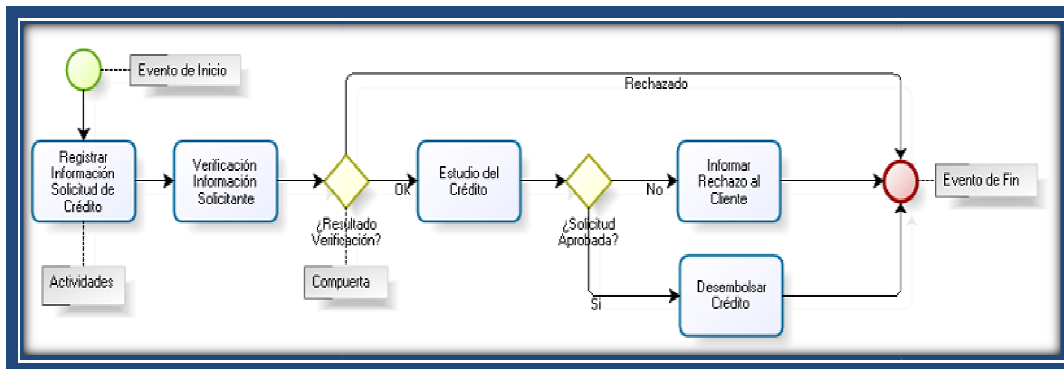 Evento de Inicio
Rechazado
Registrar
Información
Solicitud de
Crédito
Verificación
Información
Solicitante
OK
Estudio del
Crédito
No
Informar
Rechazo al
Cliente
Evento de Fin
¿Resultado
Verificación?
¿Solicitud
Aprobada?
Actividades
Compuerta
Si
Desembolsar
Crédito